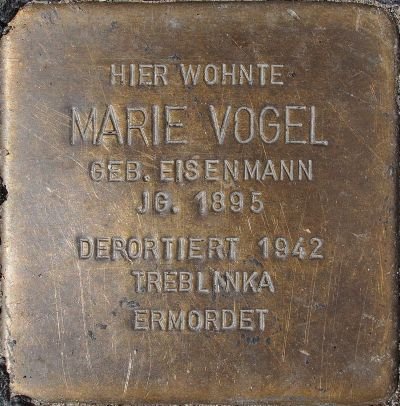 HIER WOHNTE
MARIE VOGEL
GEB. EISENMANN
JG. 1895
DEPORTIERT 1942
TREBLINKA
ERMORDET